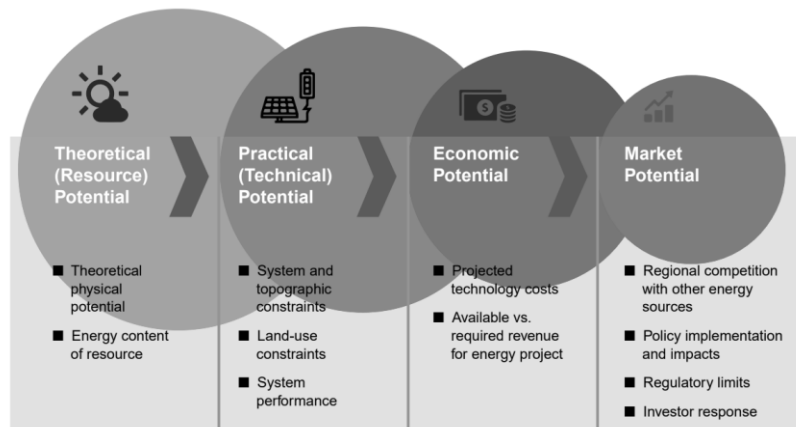 Theoretical
(Resource)
Potential
Practical
(Technical)
Potential
Economic
Potential
Market
Potential
■ Theoretical
physical
potential
■ Energy content
of resource
■ System and
topographic
constraints
■ Land-use
constraints
■ System
performance
■ Projected
technology costs
■ Available vs.
required revenue
for energy project
■ Regional competition
with other energy
sources
■ Policy implementation
and impacts
■ Regulatory limits
■ Investor response
$